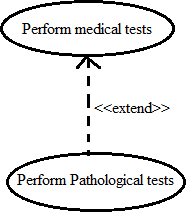 Perform medical tests
<<extend>>
Perform Pathological tests